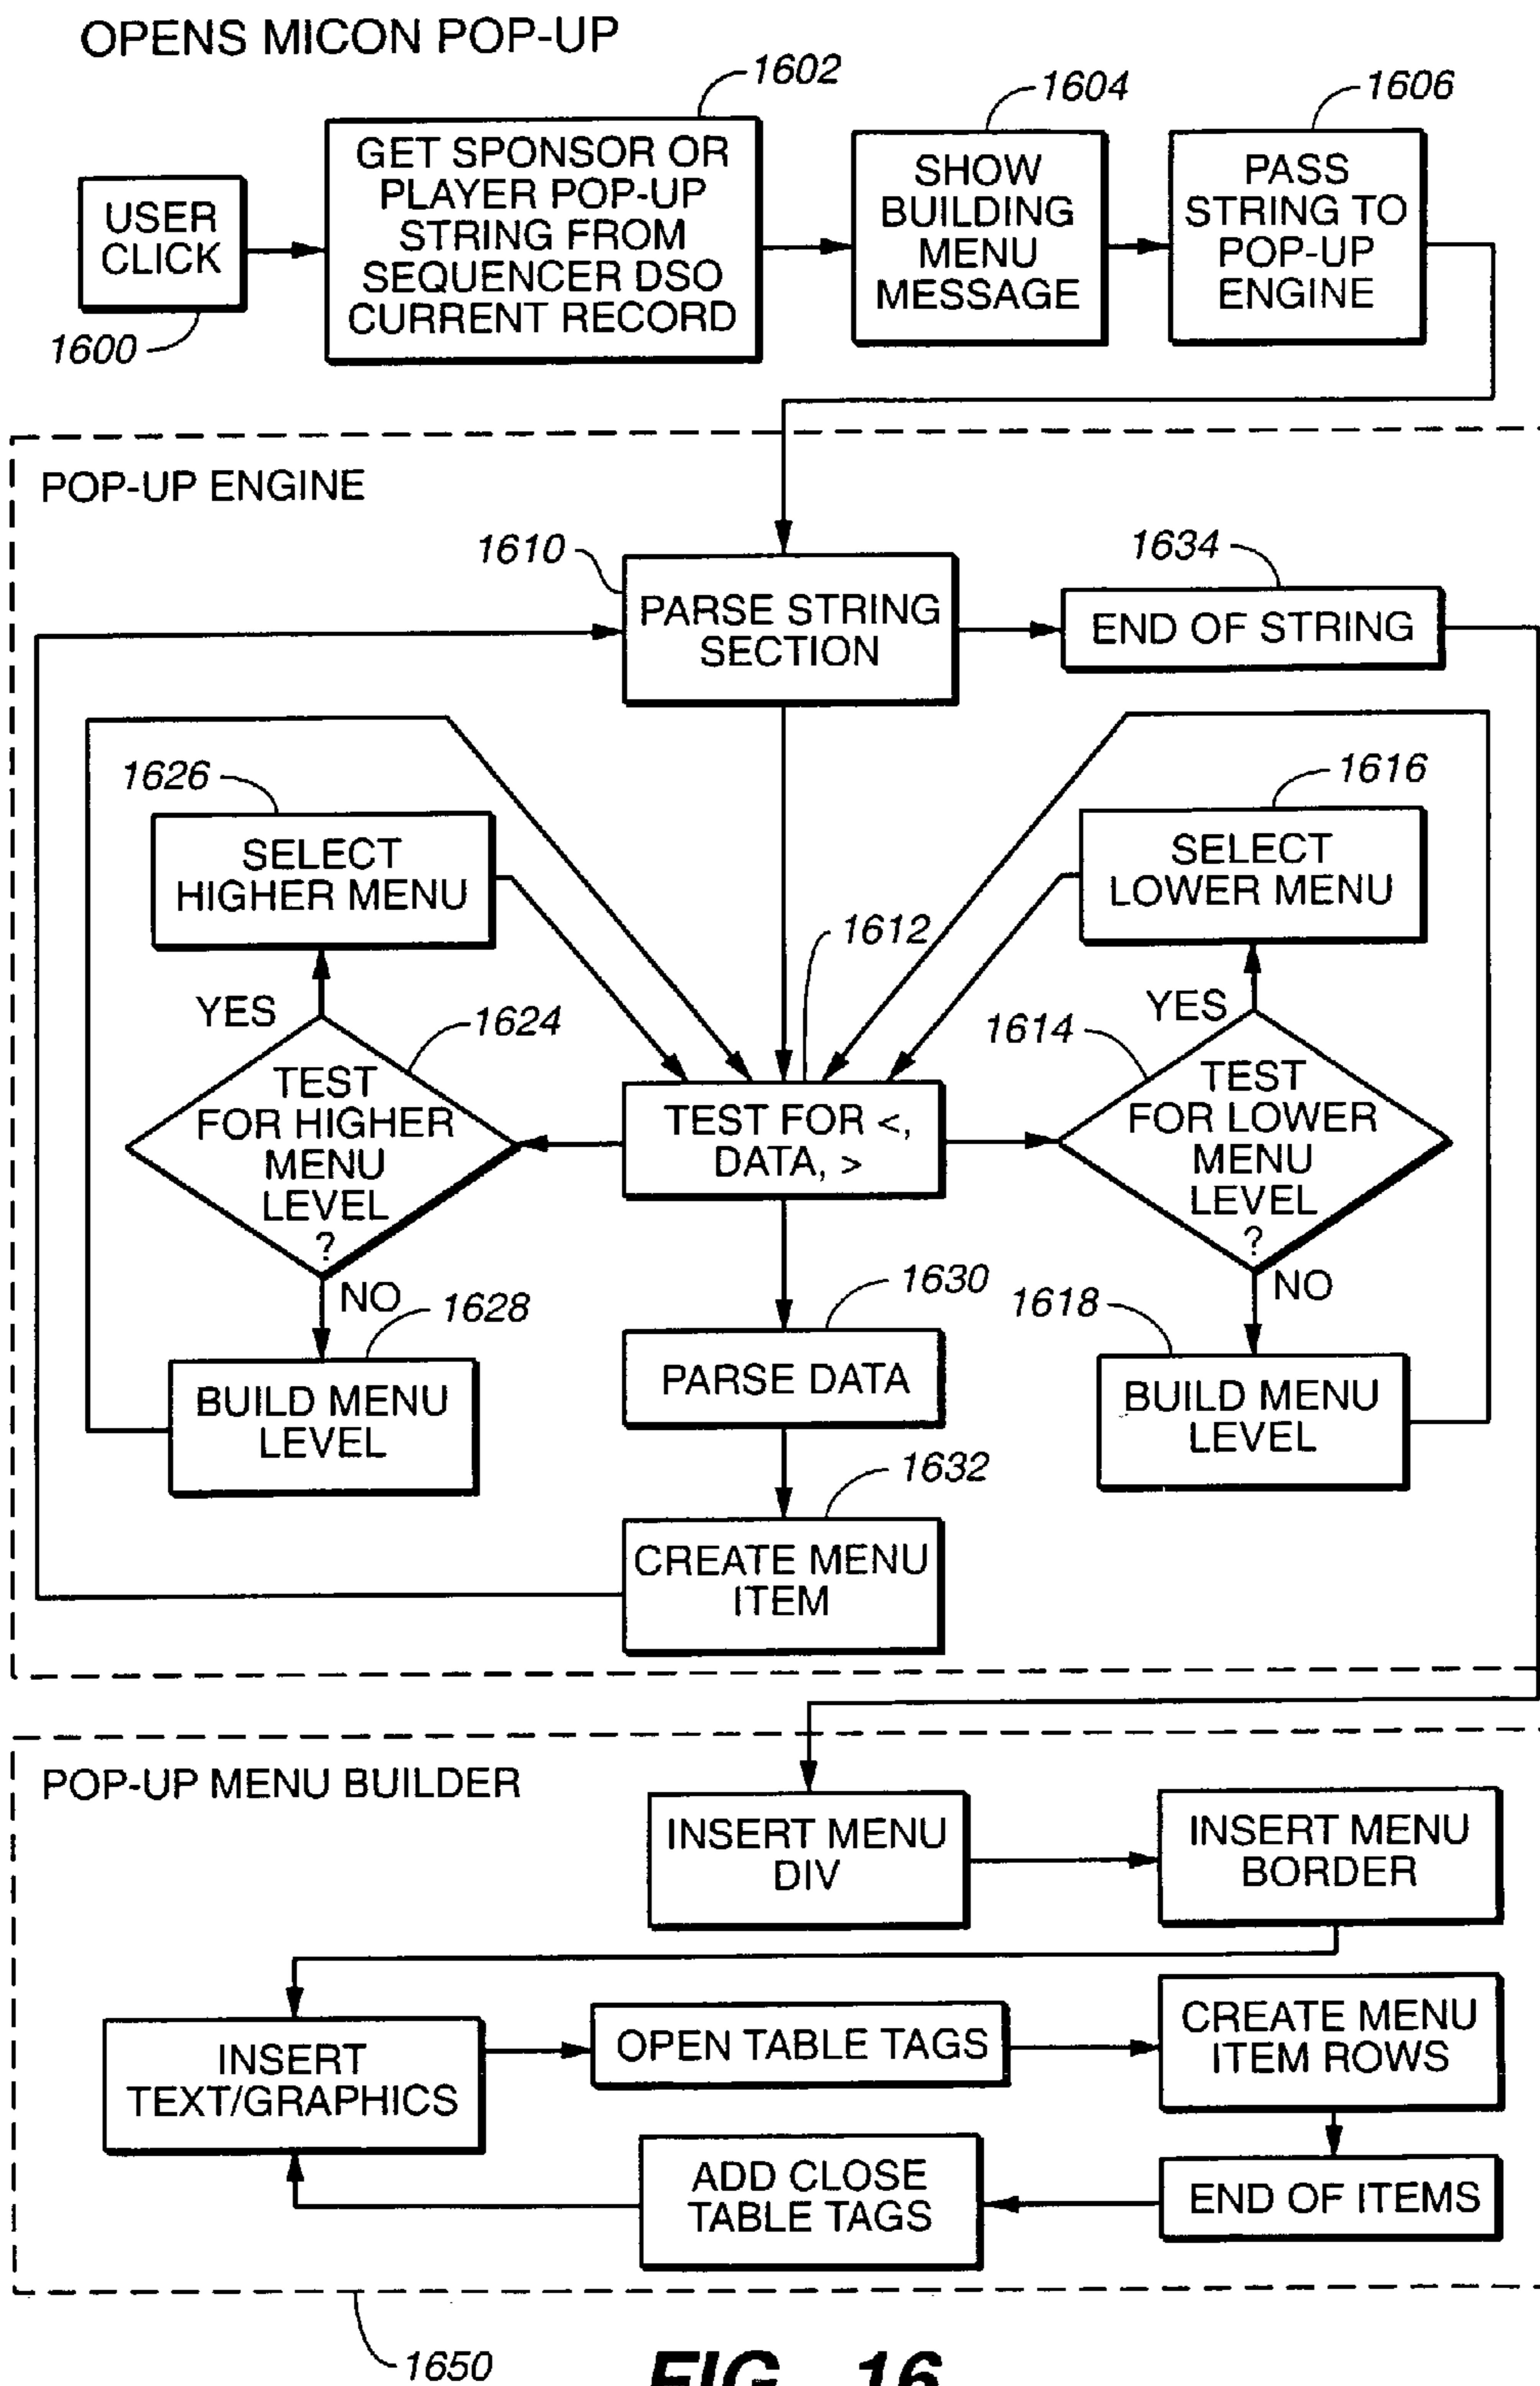 OPENS MICON POP-UP
1602
1604
1606
USER
CLICK
1600
GET SPONSOR OR
PLAYER POP-UP
STRING FROM
SEQUENCER DSO
CURRENT RECORD
SHOW
BUILDING
MENU
MESSAGE
PASS
STRING TO
POP-UP
ENGINE
POP-UP ENGINE
1610
PARSE STRING
SECTION
1634
END OF STRING
1626
SELECT
HIGHER MENU
1616
SELECT
LOWER MENU
1612
YES
1624
TEST
FOR HIGHER
MENU
LEVEL
?
TEST FOR <,
DATA, >
YES
1614
TEST
FOR LOWER
MENU
LEVEL
?
NO
1628
BUILD MENU
LEVEL
1630
PARSE DATA
NO
1618
BUILD MENU
LEVEL
1632
CREATE MENU
ITEM
POP-UP MENU BUILDER
INSERT MENU
DIV
INSERT MENU
BORDER
INSERT
TEXT/GRAPHICS
OPEN TABLE TAGS
CREATE MENU
ITEM ROWS
ADD CLOSE
TABLE TAGS
END OF ITEMS
1650
FIG._16